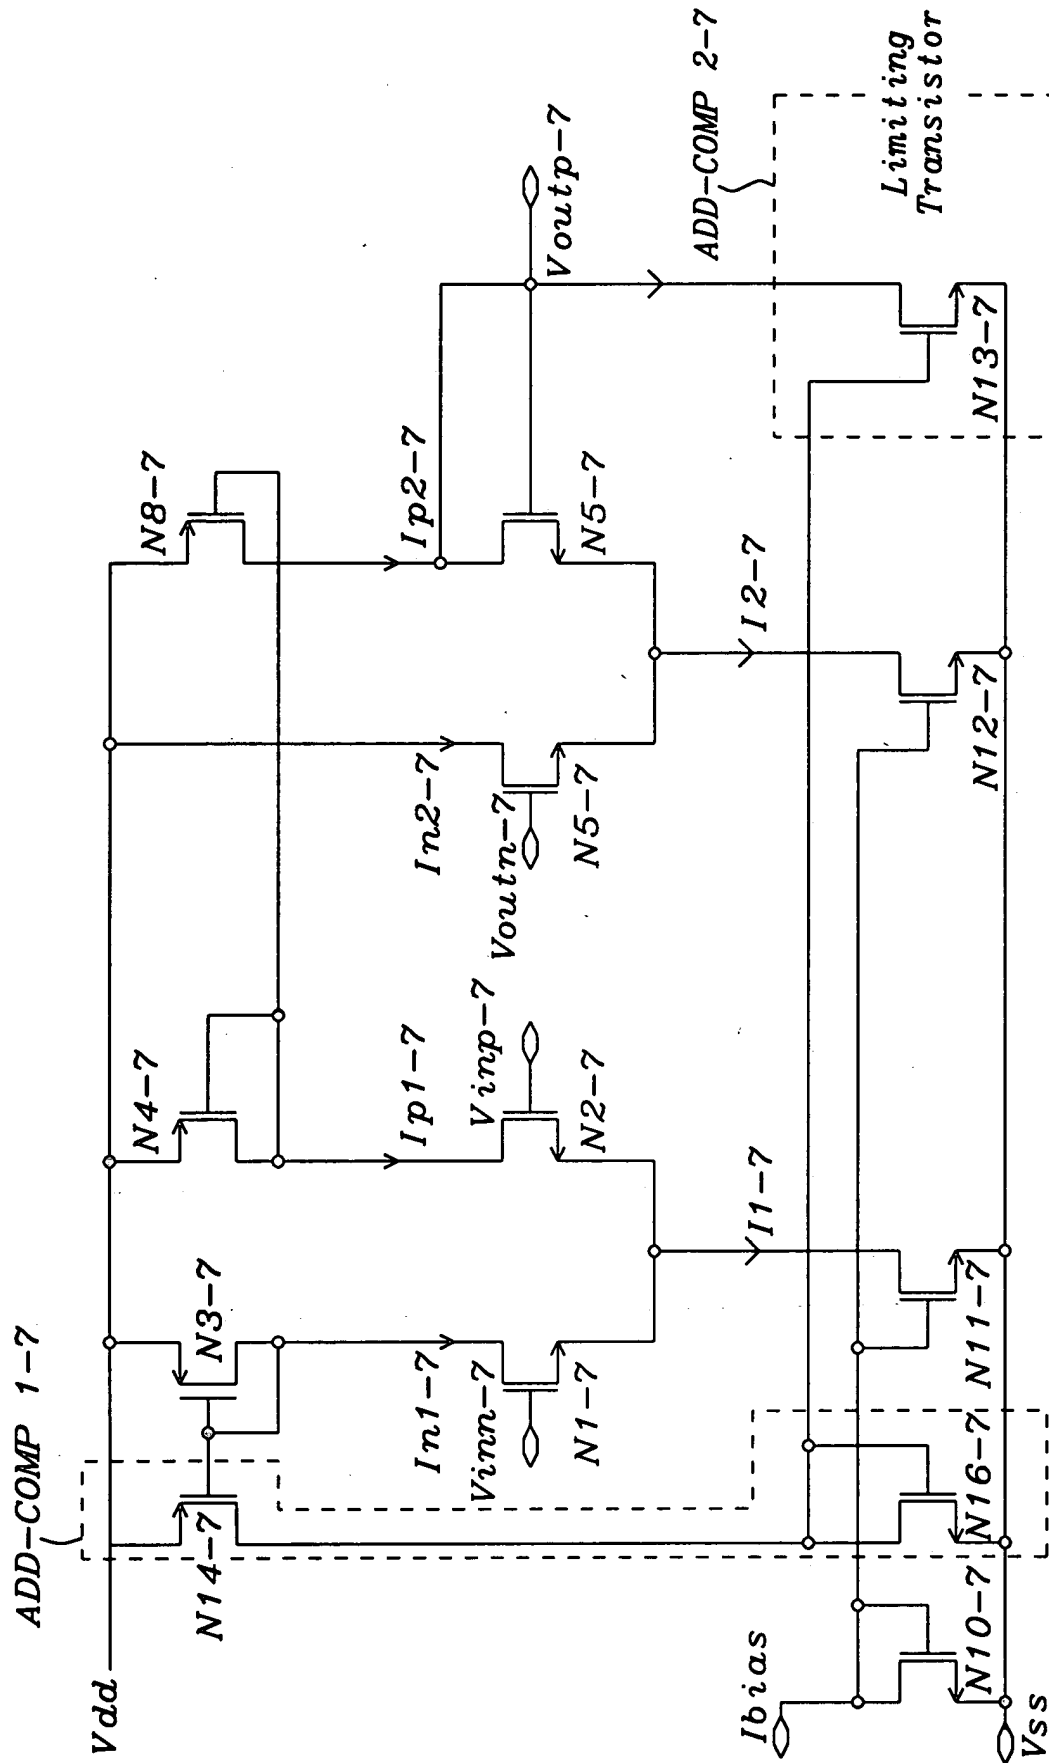 ADD-COMP 1-7
Vdd
N14-7
N3-7
N4-7
N8-7
In1-7
Ip1-7
In2-7
Ip2-7
Vinn-7
N1-7
Vinp-7
N2-7
Voutn-7
N5-7
N5-7
Voutp-7
I1-7
I2-7
ADD-COMP 2-7
Limiting
Transistor
Ibias
N10-7
N16-7
N11-7
N12-7
N13-7
Vss